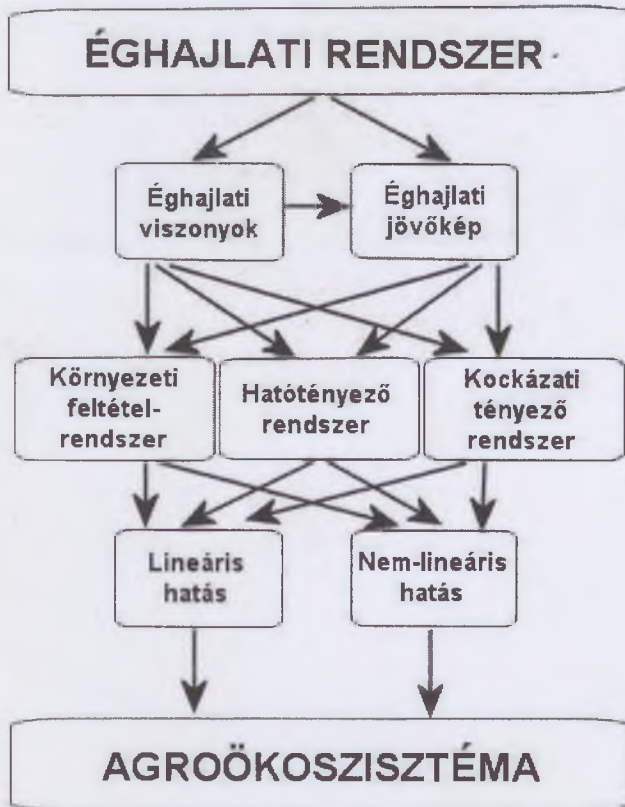 ÉGHAJLATI RENDSZER
Éghajlati
viszonyok
Éghajlati
jövőkép
Környezeti
feltétel-
rendszer
Hatótényező
rendszer
Kockázati
tényező
rendszer
Lineáris
hatás
Nem-lineáris
hatás
AGROÖKOSZISZTÉMA